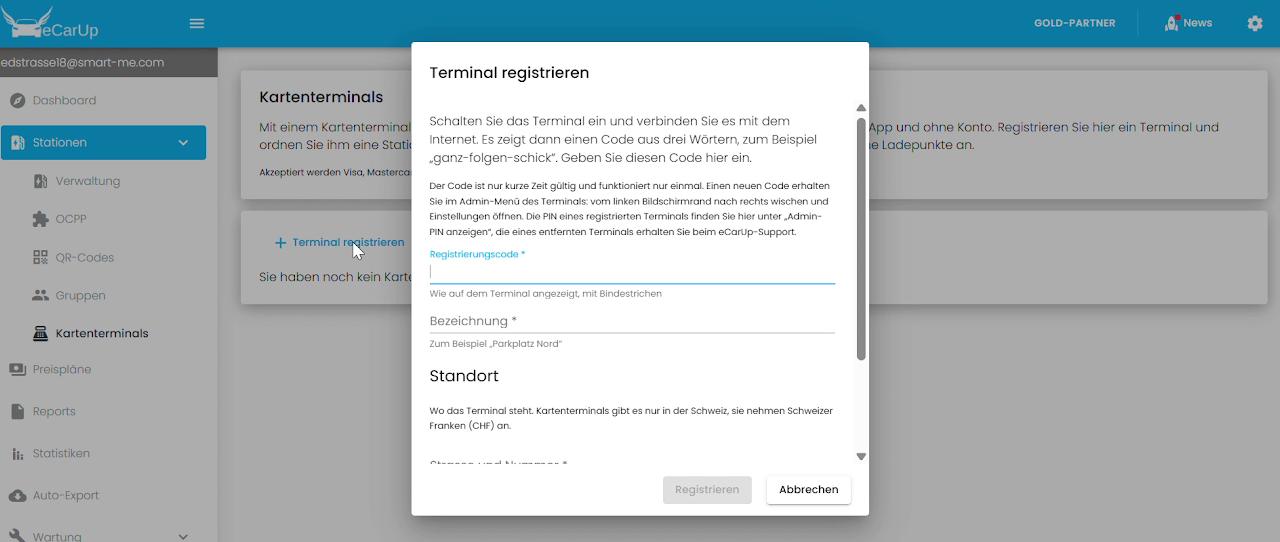 eCarUp
GOLD-PARTNER
News
edstrasse18@smart-me.com
Dashboard
Stationen
Verwaltung
OCPP
QR-Codes
Gruppen
Kartenterminals
Preispläne
Reports
Statistiken
Auto-Export
Wartung
Kartenterminals
Mit einem Kartenterminal
App und ohne Konto. Registrieren Sie hier ein Terminal und
ordnen Sie ihm eine
Ladepunkte an.
Akzeptiert werden Visa,
Terminal registrieren
Sie haben noch kein
Terminal registrieren
Schalten Sie das Terminal ein und verbinden Sie es mit dem
Internet. Es zeigt dann einen Code aus drei Wörtern, zum Beispiel
„ganz-folgen-schick“. Geben Sie diesen Code hier ein.
Der Code ist nur kurze Zeit gültig und funktioniert nur einmal. Einen neuen Code erhalten
Sie im Admin-Menü des Terminals: vom linken Bildschirmrand nach rechts wischen und
Einstellungen öffnen. Die PIN eines registrierten Terminals finden Sie hier unter „Admin-
PIN anzeigen“, die eines entfernten Terminals erhalten Sie beim eCarUp-Support.
Registrierungscode *
Wie auf dem Terminal angezeigt, mit Bindestrichen
Bezeichnung *
Zum Beispiel „Parkplatz Nord“
Standort
Wo das Terminal steht. Kartenterminals gibt es nur in der Schweiz, sie nehmen Schweizer
Franken (CHF) an.
Strasse und Nummer *
Registrieren
Abbrechen